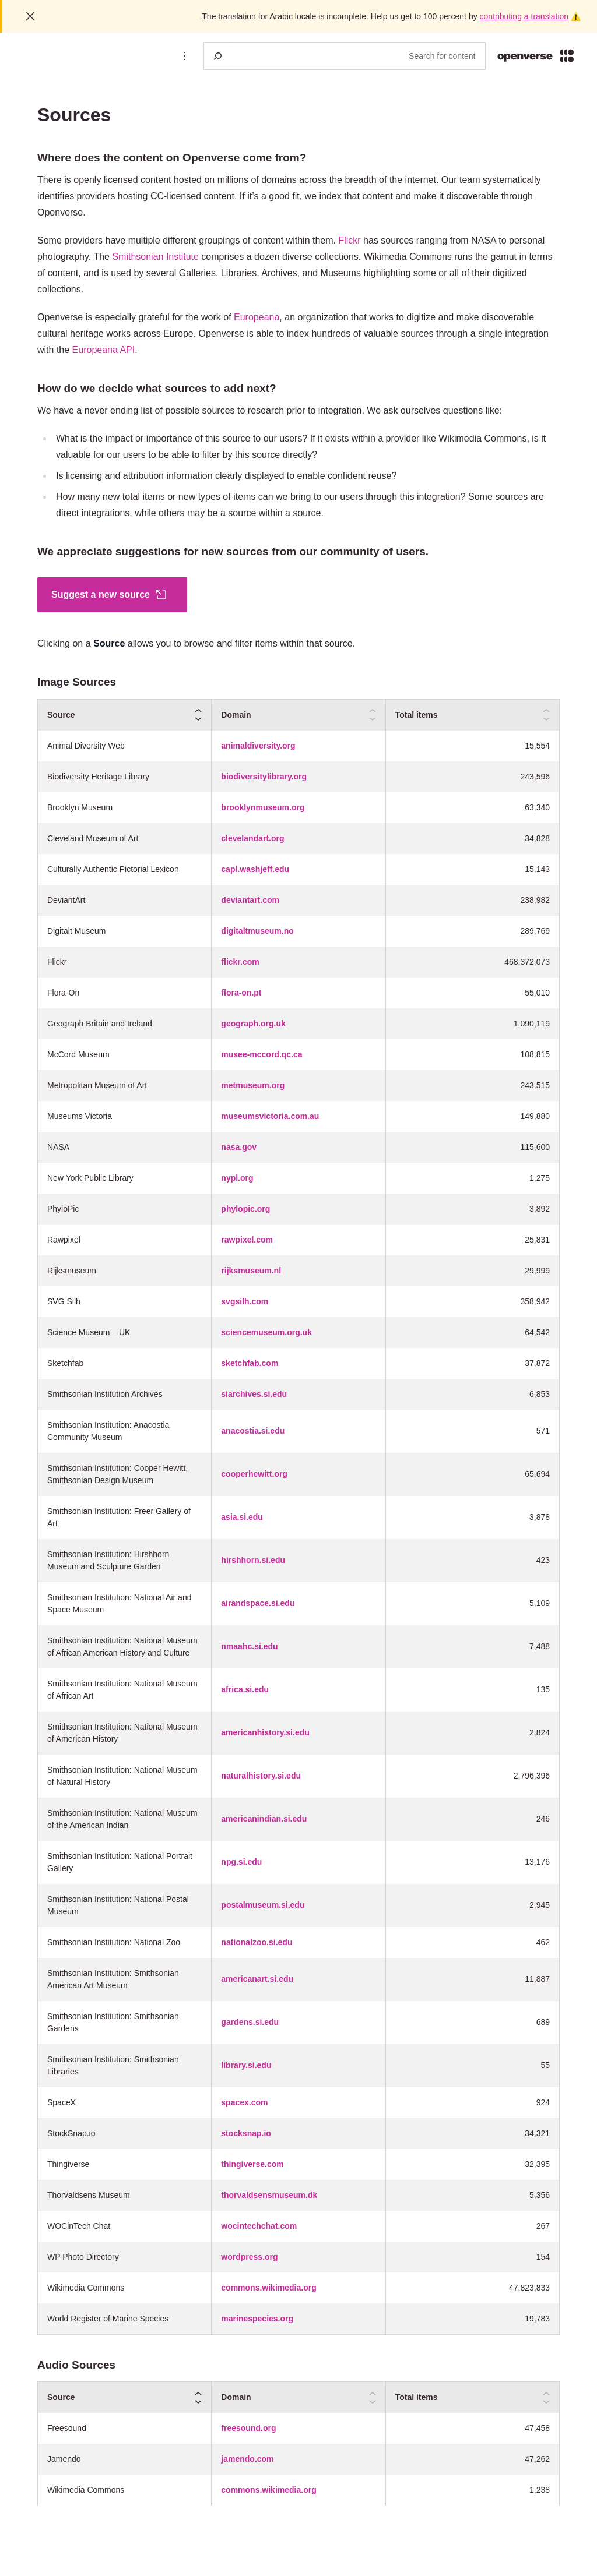 .The translation for Arabic locale is incomplete. Help us get to 100 percent by contributing a translation ⚠️
Search for content
openverse
Sources
Where does the content on Openverse come from?
There is openly licensed content hosted on millions of domains across the breadth of the internet. Our team systematically
identifies providers hosting CC-licensed content. If it’s a good fit, we index that content and make it discoverable through
Openverse.
Some providers have multiple different groupings of content within them. Flickr has sources ranging from NASA to personal
photography. The Smithsonian Institute comprises a dozen diverse collections. Wikimedia Commons runs the gamut in terms
of content, and is used by several Galleries, Libraries, Archives, and Museums highlighting some or all of their digitized
collections.
Openverse is especially grateful for the work of Europeana, an organization that works to digitize and make discoverable
cultural heritage works across Europe. Openverse is able to index hundreds of valuable sources through a single integration
with the Europeana API.
How do we decide what sources to add next?
We have a never ending list of possible sources to research prior to integration. We ask ourselves questions like:
What is the impact or importance of this source to our users? If it exists within a provider like Wikimedia Commons, is it
valuable for our users to be able to filter by this source directly?
Is licensing and attribution information clearly displayed to enable confident reuse?
How many new total items or new types of items can we bring to our users through this integration? Some sources are
direct integrations, while others may be a source within a source.
We appreciate suggestions for new sources from our community of users.
Suggest a new source
Clicking on a Source allows you to browse and filter items within that source.
Image Sources
Source Domain Total items
Animal Diversity Web animaldiversity.org 15,554
Biodiversity Heritage Library biodiversitylibrary.org 243,596
Brooklyn Museum brooklynmuseum.org 63,340
Cleveland Museum of Art clevelandart.org 34,828
Culturally Authentic Pictorial Lexicon capl.washjeff.edu 15,143
DeviantArt deviantart.com 238,982
Digitalt Museum digitaltmuseum.no 289,769
Flickr flickr.com 468,372,073
Flora-On flora-on.pt 55,010
Geograph Britain and Ireland geograph.org.uk 1,090,119
McCord Museum musee-mccord.qc.ca 108,815
Metropolitan Museum of Art metmuseum.org 243,515
Museums Victoria museumsvictoria.com.au 149,880
NASA nasa.gov 115,600
New York Public Library nypl.org 1,275
PhyloPic phylopic.org 3,892
Rawpixel rawpixel.com 25,831
Rijksmuseum rijksmuseum.nl 29,999
SVG Silh svgsilh.com 358,942
Science Museum – UK sciencemuseum.org.uk 64,542
Sketchfab sketchfab.com 37,872
Smithsonian Institution Archives siarchives.si.edu 6,853
Smithsonian Institution: Anacostia
Community Museum anacostia.si.edu 571
Smithsonian Institution: Cooper Hewitt,
Smithsonian Design Museum cooperhewitt.org 65,694
Smithsonian Institution: Freer Gallery of
Art asia.si.edu 3,878
Smithsonian Institution: Hirshhorn
Museum and Sculpture Garden hirshhorn.si.edu 423
Smithsonian Institution: National Air and
Space Museum airandspace.si.edu 5,109
Smithsonian Institution: National Museum
of African American History and Culture nmaahc.si.edu 7,488
Smithsonian Institution: National Museum
of African Art africa.si.edu 135
Smithsonian Institution: National Museum
of American History americanhistory.si.edu 2,824
Smithsonian Institution: National Museum
of Natural History naturalhistory.si.edu 2,796,396
Smithsonian Institution: National Museum
of the American Indian americanindian.si.edu 246
Smithsonian Institution: National Portrait
Gallery npg.si.edu 13,176
Smithsonian Institution: National Postal
Museum postalmuseum.si.edu 2,945
Smithsonian Institution: National Zoo nationalzoo.si.edu 462
Smithsonian Institution: Smithsonian
American Art Museum americanart.si.edu 11,887
Smithsonian Institution: Smithsonian
Gardens gardens.si.edu 689
Smithsonian Institution: Smithsonian
Libraries library.si.edu 55
SpaceX spacex.com 924
StockSnap.io stocksnap.io 34,321
Thingiverse thingiverse.com 32,395
Thorvaldsens Museum thorvaldsensmuseum.dk 5,356
WOCinTech Chat wocintechchat.com 267
WP Photo Directory wordpress.org 154
Wikimedia Commons commons.wikimedia.org 47,823,833
World Register of Marine Species marinespecies.org 19,783
Audio Sources
Source Domain Total items
Freesound freesound.org 47,458
Jamendo jamendo.com 47,262
Wikimedia Commons commons.wikimedia.org 1,238